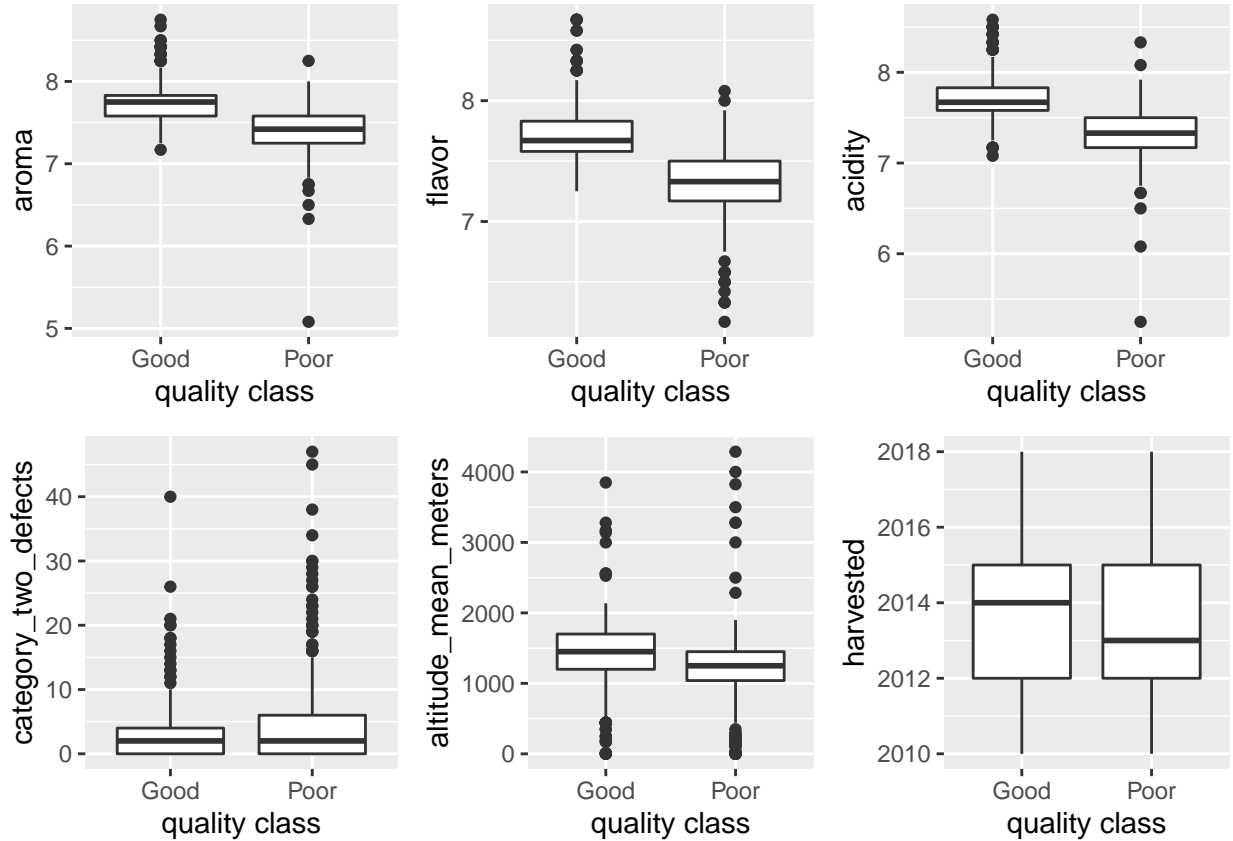 aroma
8
7
6
5
Good Poor
quality class
flavor
8
7
Good Poor
quality class
acidity
8
7
6
Good Poor
quality class
category_two_defects
40
30
20
10
0
Good Poor
quality class
altitude_mean_meters
4000
3000
2000
1000
0
Good Poor
quality class
harvested
2018
2016
2014
2012
2010
Good Poor
quality class